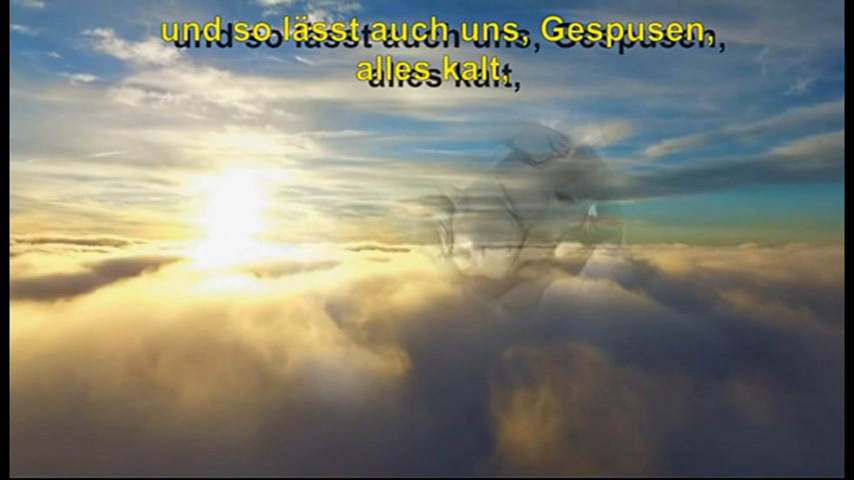 und so lässt auch uns, Gespusen,
alles kalt,